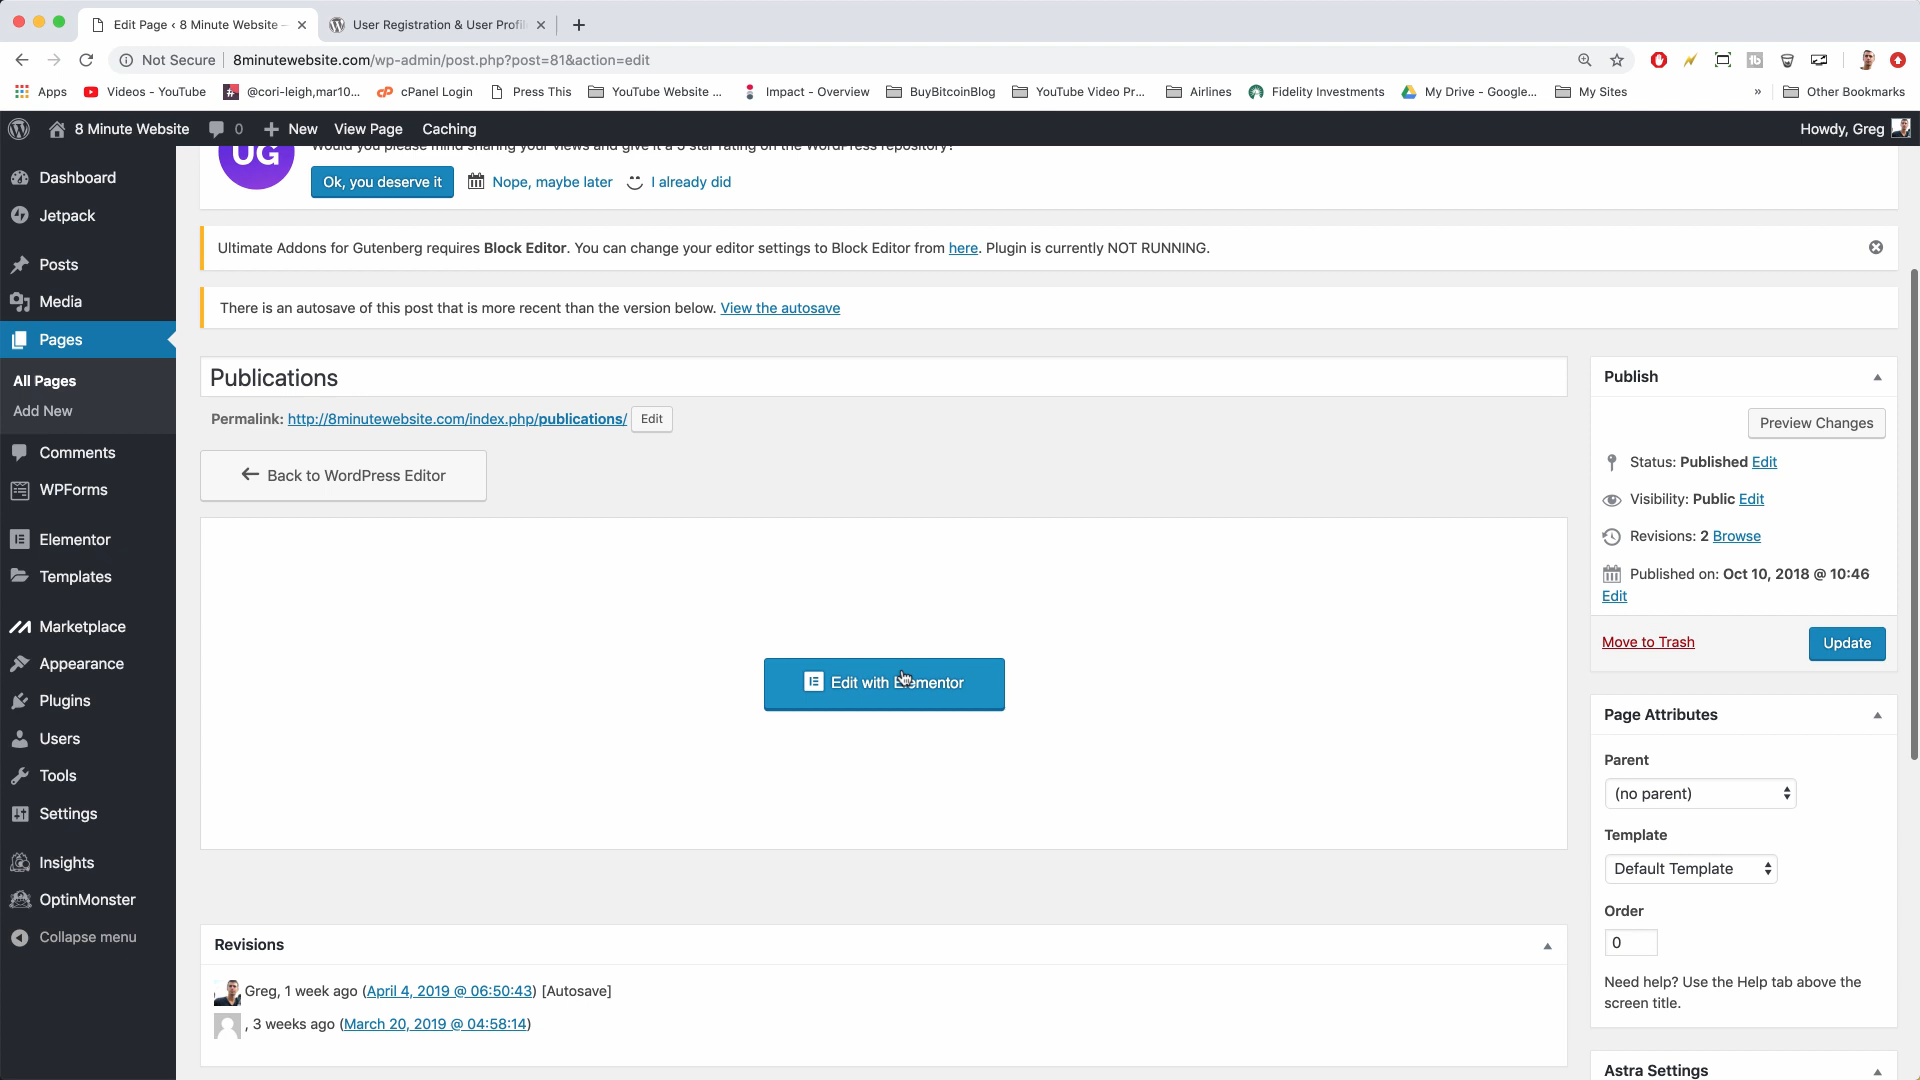 Edit Page ‹ 8 Minute Website –
User Registration & User Profil
Not Secure
8minutewebsite.com/wp-admin/post.php?post=81&action=edit
Apps
Videos - YouTube
@cori-leigh,mar10...
cPanel Login
Press This
YouTube Website ...
Impact - Overview
BuyBitcoinBlog
YouTube Video Pr...
Airlines
Fidelity Investments
My Drive - Google...
My Sites
»
Other Bookmarks
8 Minute Website
0
New
View Page
Caching
Howdy, Greg
Dashboard
Jetpack
Posts
Media
Pages
All Pages
Add New
Comments
WPForms
Elementor
Templates
Marketplace
Appearance
Plugins
Users
Tools
Settings
Insights
OptinMonster
Collapse menu
UG
Would you please mind sharing your views and give it a 5 star rating on the WordPress repository?
Ok, you deserve it
Nope, maybe later
I already did
Ultimate Addons for Gutenberg requires Block Editor. You can change your editor settings to Block Editor from here. Plugin is currently NOT RUNNING.
There is an autosave of this post that is more recent than the version below. View the autosave
Publications
Permalink: http://8minutewebsite.com/index.php/publications/ Edit
Back to WordPress Editor
Edit with Elementor
Revisions
Greg, 1 week ago (April 4, 2019 @ 06:50:43) [Autosave]
, 3 weeks ago (March 20, 2019 @ 04:58:14)
Publish
Preview Changes
Status: Published Edit
Visibility: Public Edit
Revisions: 2 Browse
Published on: Oct 10, 2018 @ 10:46
Edit
Move to Trash
Update
Page Attributes
Parent
(no parent)
Template
Default Template
Order
0
Need help? Use the Help tab above the
screen title.
Astra Settings